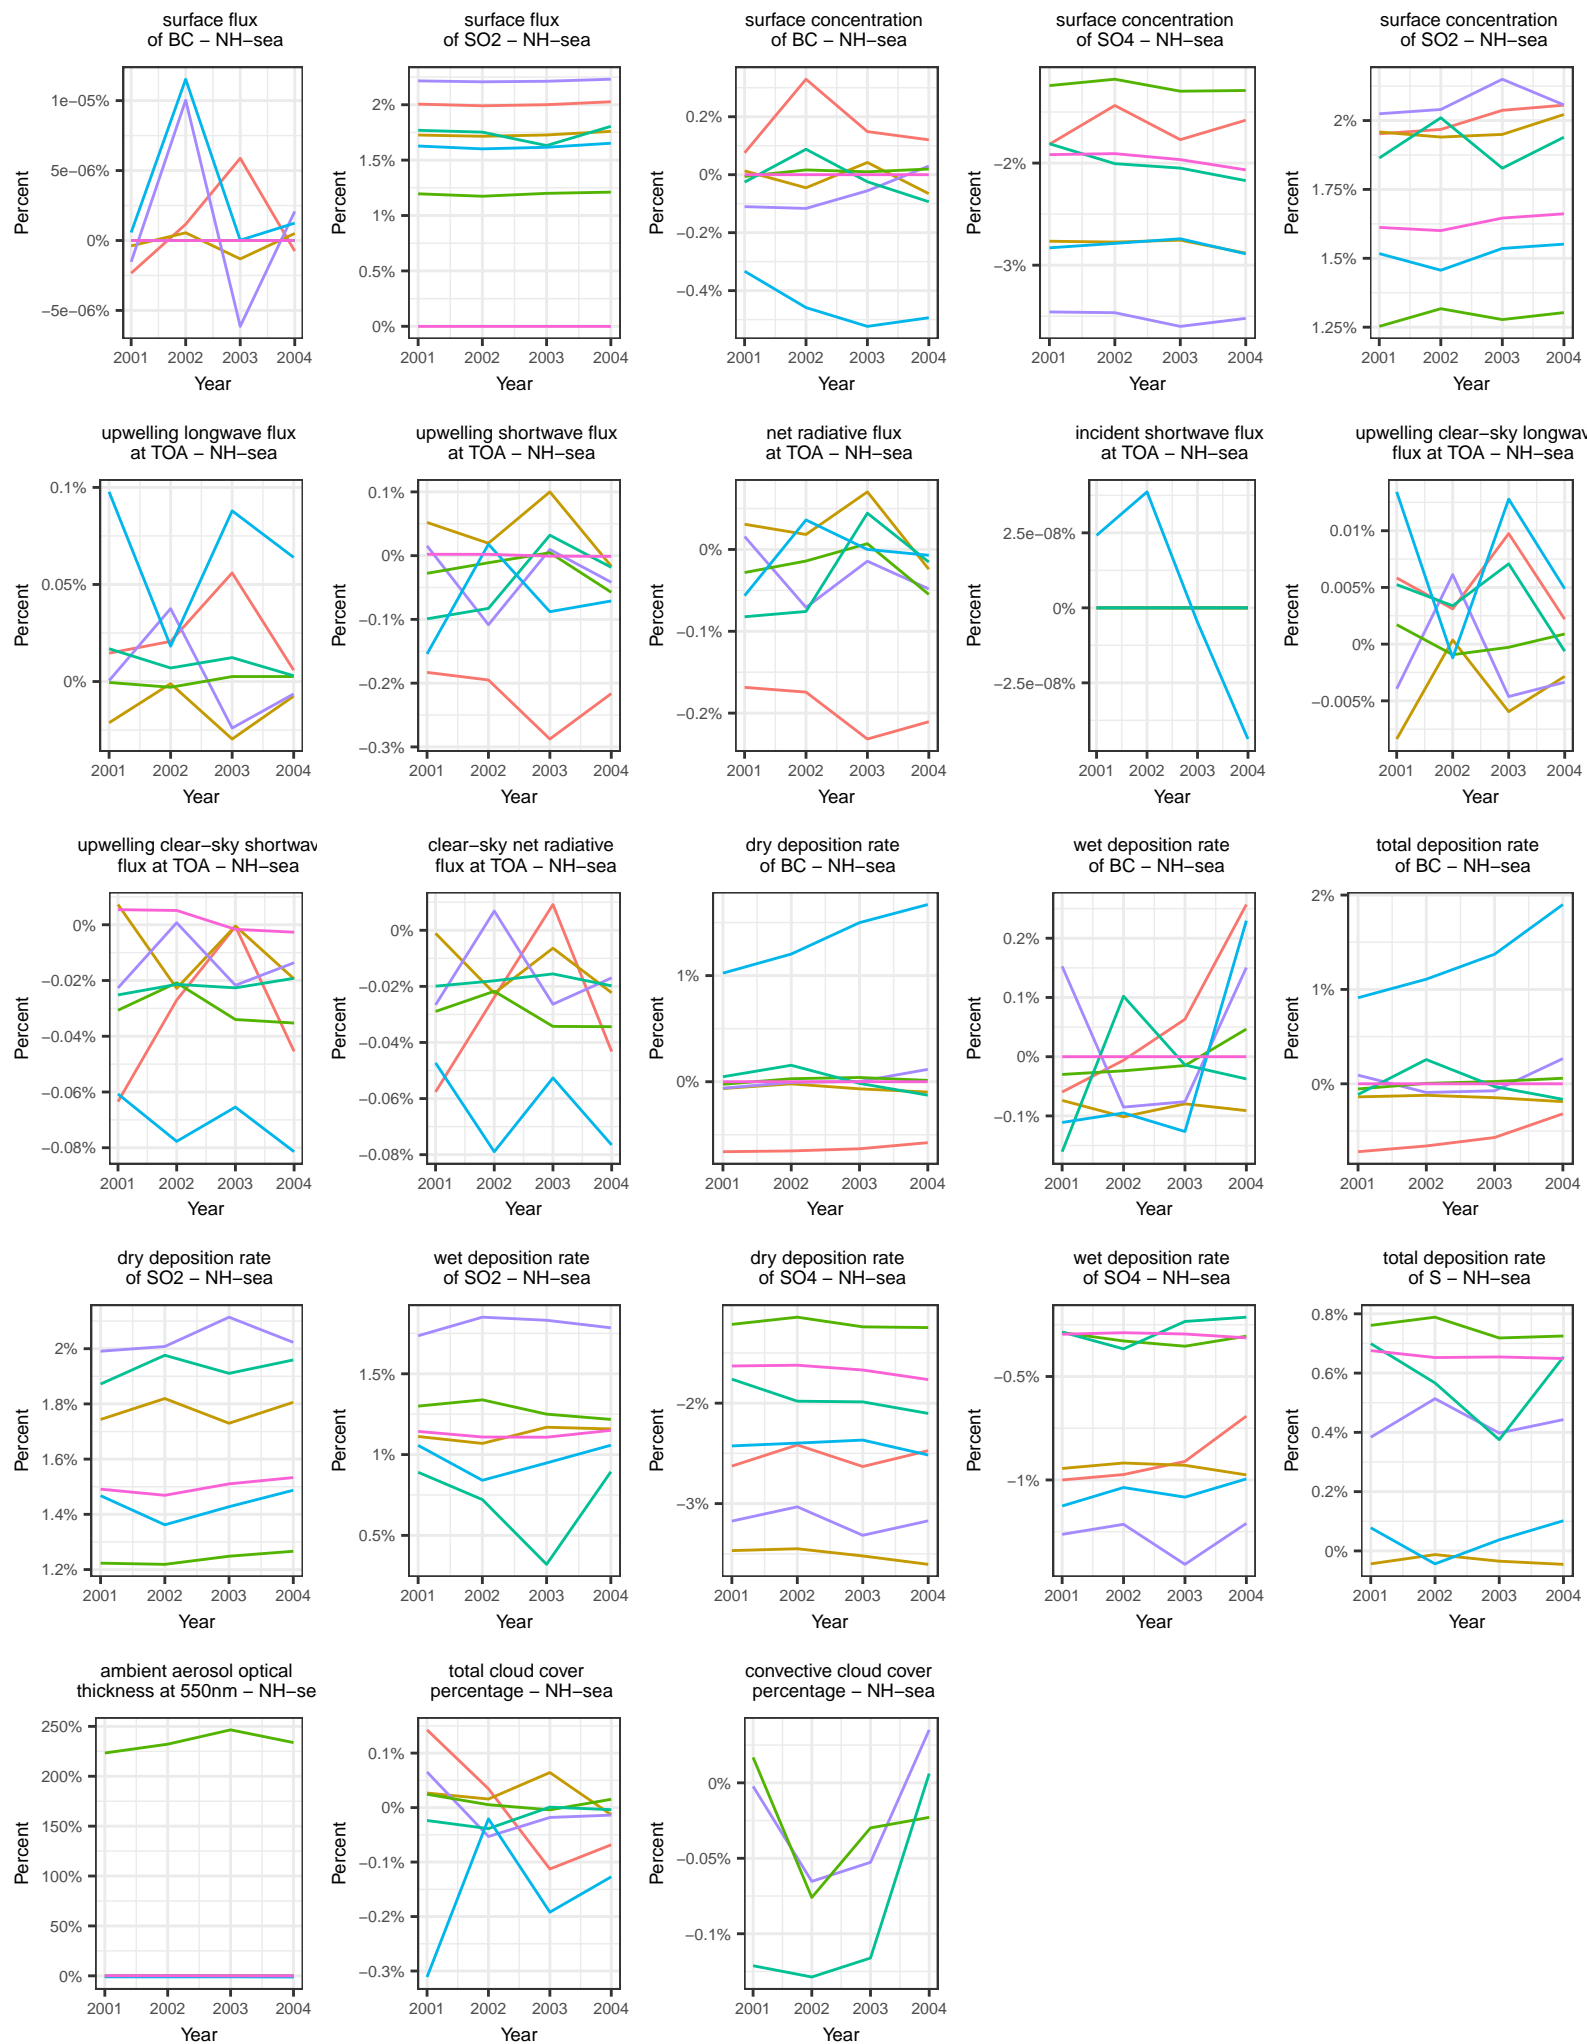 surface flux
of BC − NH−sea
Percent
1e−05%
5e−06%
0%
−5e−06%
2001 2002 2003 2004
Year
surface flux
of SO2 − NH−sea
Percent
2%
1.5%
1%
0.5%
0%
2001 2002 2003 2004
Year
surface concentration
of BC − NH−sea
Percent
0.2%
0%
−0.2%
−0.4%
2001 2002 2003 2004
Year
surface concentration
of SO4 − NH−sea
Percent
−2%
−3%
2001 2002 2003 2004
Year
surface concentration
of SO2 − NH−sea
Percent
2%
1.75%
1.5%
1.25%
2001 2002 2003 2004
Year
upwelling longwave flux
at TOA − NH−sea
Percent
0.1%
0.05%
0%
2001 2002 2003 2004
Year
upwelling shortwave flux
at TOA − NH−sea
Percent
0.1%
0%
−0.1%
−0.2%
−0.3%
2001 2002 2003 2004
Year
net radiative flux
at TOA − NH−sea
Percent
0%
−0.1%
−0.2%
2001 2002 2003 2004
Year
incident shortwave flux
at TOA − NH−sea
Percent
2.5e−08%
0%
−2.5e−08%
2001 2002 2003 2004
Year
upwelling clear−sky longwav
flux at TOA − NH−sea
Percent
0.01%
0.005%
0%
−0.005%
2001 2002 2003 2004
Year
upwelling clear−sky shortwav
flux at TOA − NH−sea
Percent
0%
−0.02%
−0.04%
−0.06%
−0.08%
2001 2002 2003 2004
Year
clear−sky net radiative
flux at TOA − NH−sea
Percent
0%
−0.02%
−0.04%
−0.06%
−0.08%
2001 2002 2003 2004
Year
dry deposition rate
of BC − NH−sea
Percent
1%
0%
2001 2002 2003 2004
Year
wet deposition rate
of BC − NH−sea
Percent
0.2%
0.1%
0%
−0.1%
2001 2002 2003 2004
Year
total deposition rate
of BC − NH−sea
Percent
2%
1%
0%
2001 2002 2003 2004
Year
dry deposition rate
of SO2 − NH−sea
Percent
2%
1.8%
1.6%
1.4%
1.2%
2001 2002 2003 2004
Year
wet deposition rate
of SO2 − NH−sea
Percent
1.5%
1%
0.5%
2001 2002 2003 2004
Year
dry deposition rate
of SO4 − NH−sea
Percent
−2%
−3%
2001 2002 2003 2004
Year
wet deposition rate
of SO4 − NH−sea
Percent
−0.5%
−1%
2001 2002 2003 2004
Year
total deposition rate
of S − NH−sea
Percent
0.8%
0.6%
0.4%
0.2%
0%
2001 2002 2003 2004
Year
ambient aerosol optical
thickness at 550nm − NH−se
Percent
250%
200%
150%
100%
50%
0%
2001 2002 2003 2004
Year
total cloud cover
percentage − NH−sea
Percent
0.1%
0%
−0.1%
−0.2%
−0.3%
2001 2002 2003 2004
Year
convective cloud cover
percentage − NH−sea
Percent
0%
−0.05%
−0.1%
2001 2002 2003 2004
Year